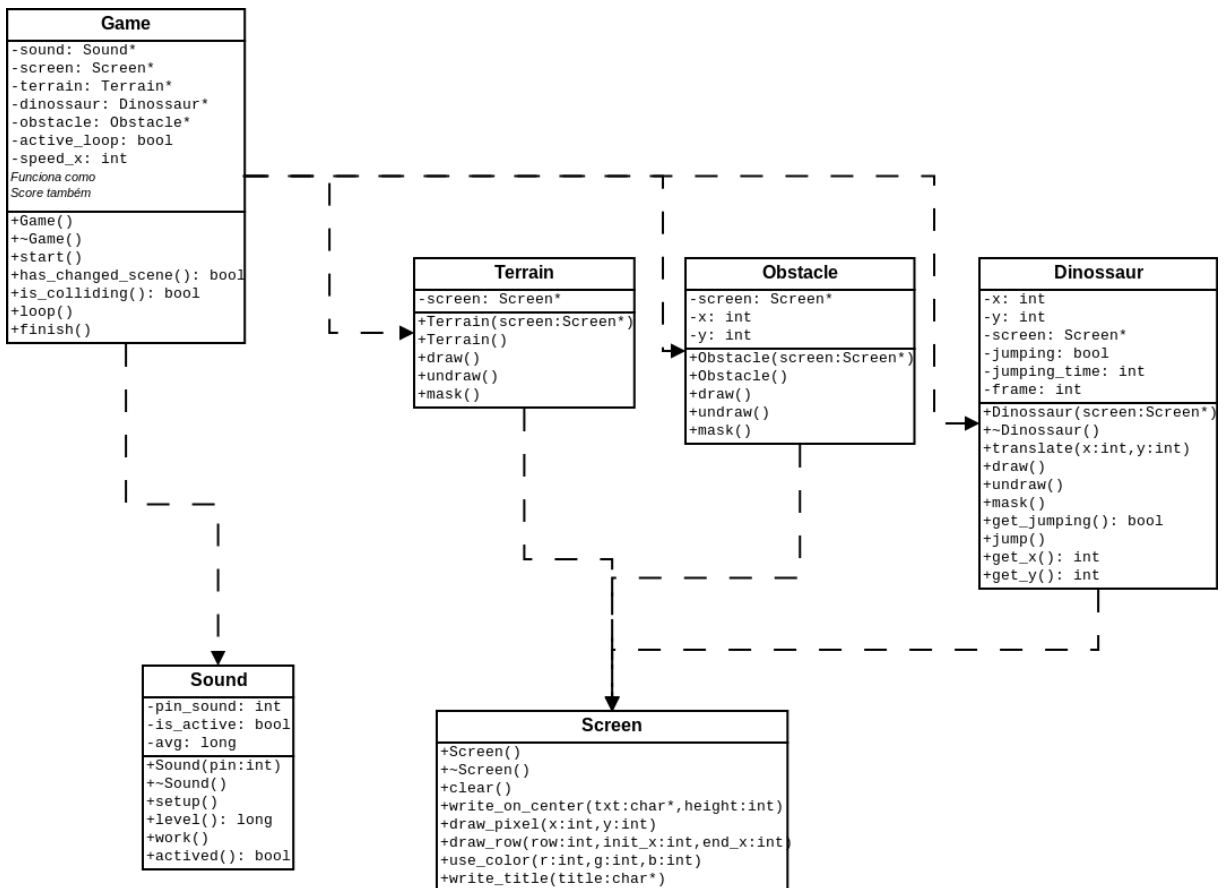 Game
-sound: Sound*
-screen: Screen*
-terrain: Terrain*
-dinossaur: Dinossaur*
-obstacle: Obstacle*
-active_loop: bool
-speed_x: int
Funciona como
Score também
+Game()
+~Game()
+start()
+has_changed_scene(): bool
+is_colliding(): bool
+loop()
+finish()
Terrain
-screen: Screen*
+Terrain(screen:Screen*)
+Terrain()
+draw()
+undraw()
+mask()
Obstacle
-screen: Screen*
-x: int
-y: int
+Obstacle(screen:Screen*)
+Obstacle()
+draw()
+undraw()
+mask()
Dinossaur
-x: int
-y: int
-screen: Screen*
-jumping: bool
-jumping_time: int
-frame: int
+Dinossaur(screen:Screen*)
+~Dinossaur()
+translate(x:int,y:int)
+draw()
+undraw()
+mask()
+get_jumping(): bool
+jump()
+get_x(): int
+get_y(): int
Sound
-pin_sound: int
-is_active: bool
-avg: long
+Sound(pin:int)
+~Sound()
+setup()
+level(): long
+work()
+actived(): bool
Screen
+Screen()
+~Screen()
+clear()
+write_on_center(txt:char*,height:int)
+draw_pixel(x:int,y:int)
+draw_row(row:int,init_x:int,end_x:int)
+use_color(r:int,g:int,b:int)
+write_title(title:char*)